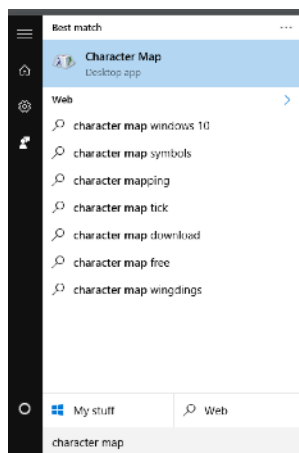 Best match
Character Map
Desktop app
Web
character map windows 10
character map symbols
character mapping
character map tick
character map download
character map free
character map wingdings
My stuff
Web
character map